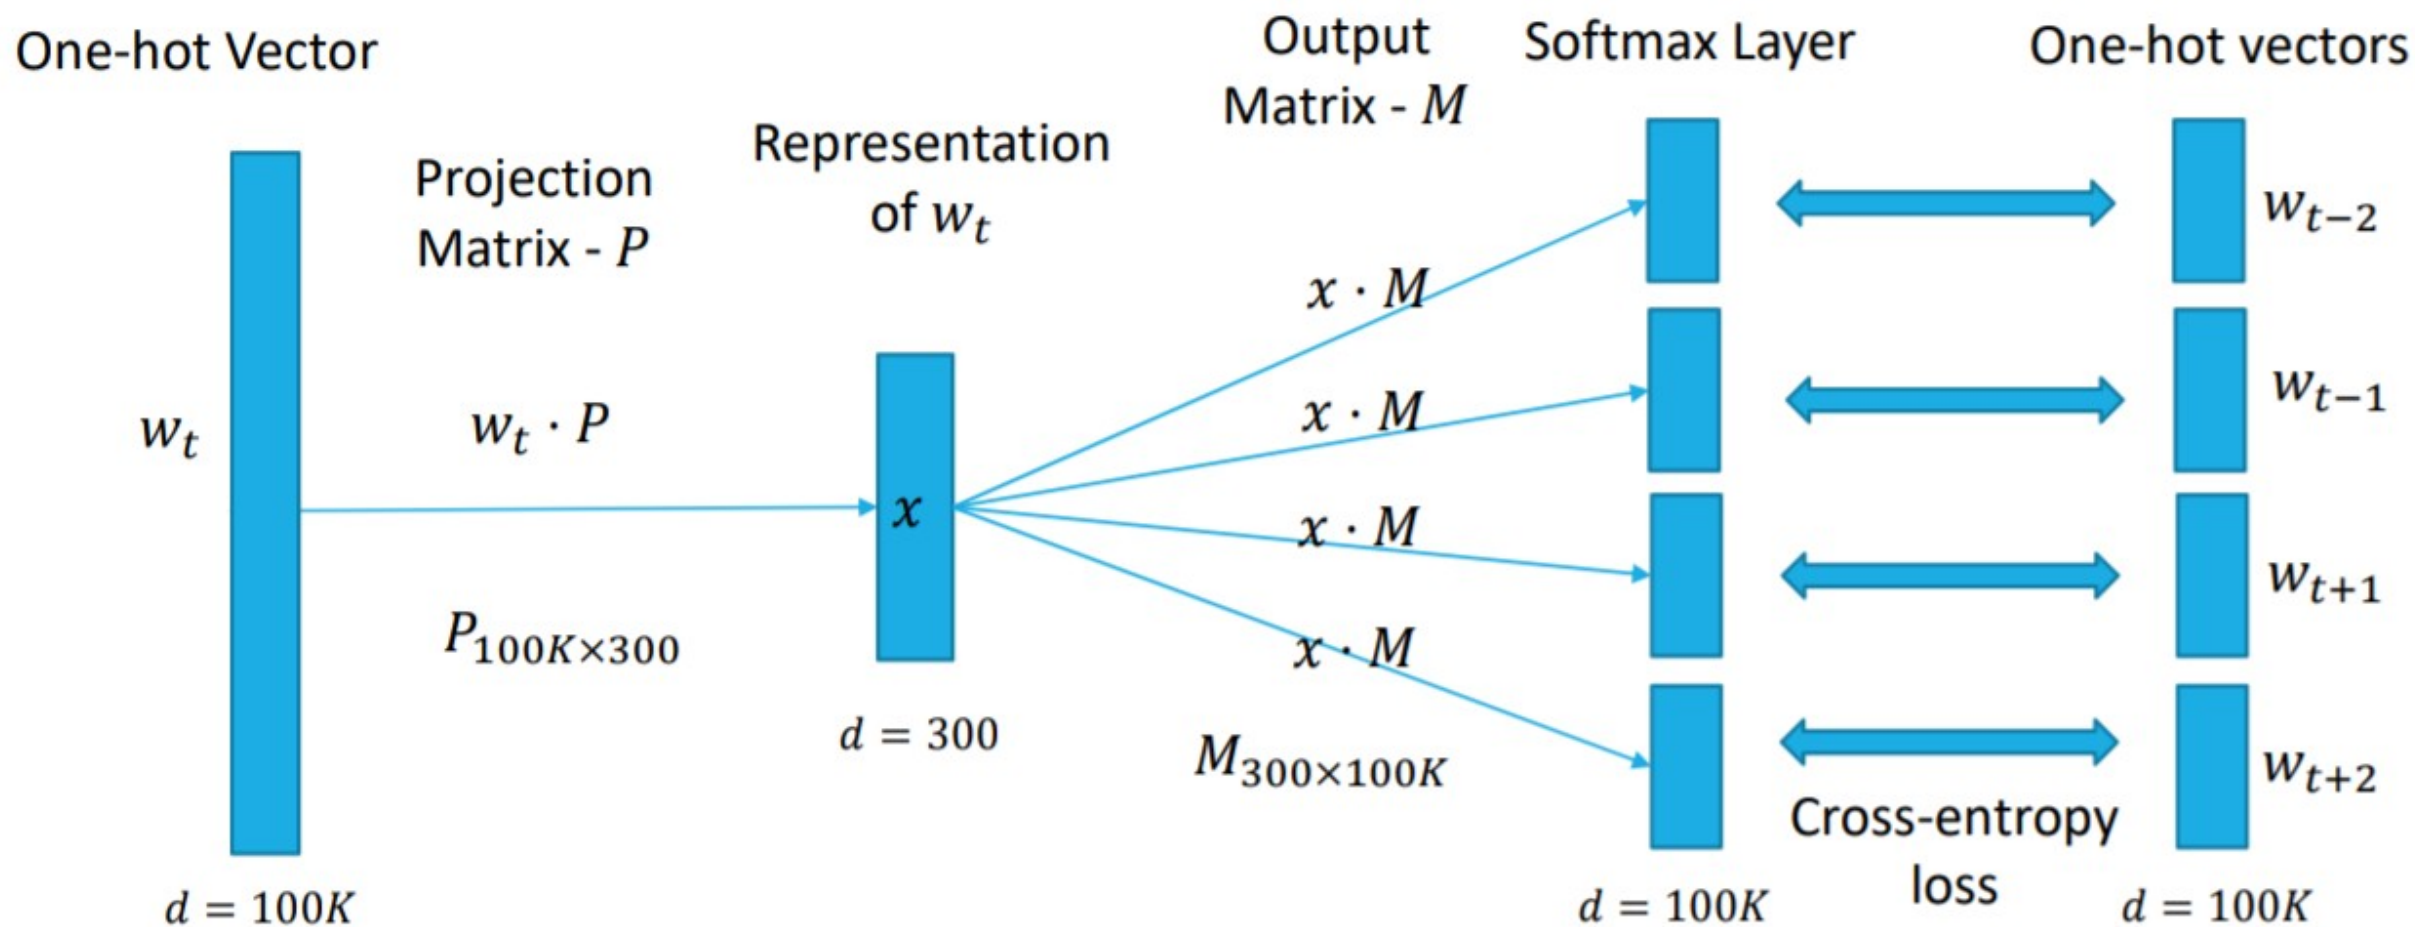 One-hot Vector
w_t
d = 100K
Projection
Matrix - P
w_t · P
P_{100K×300}
Representation
of w_t
x
d = 300
Output
Matrix - M
x · M
x · M
x · M
x · M
M_{300×100K}
Softmax Layer
d = 100K
Cross-entropy
loss
One-hot vectors
w_{t−2}
w_{t−1}
w_{t+1}
w_{t+2}
d = 100K